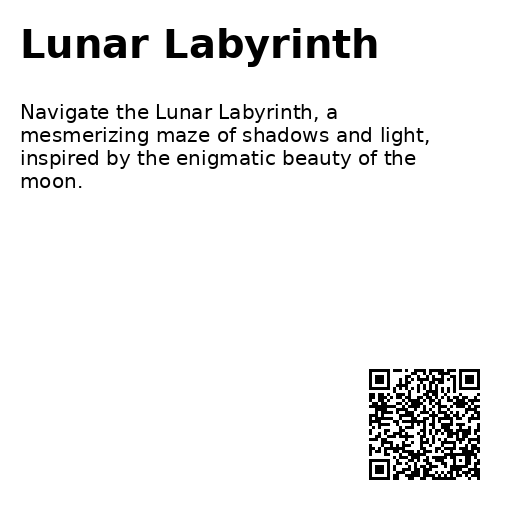 Lunar Labyrinth
Navigate the Lunar Labyrinth, a
mesmerizing maze of shadows and light,
inspired by the enigmatic beauty of the
moon.